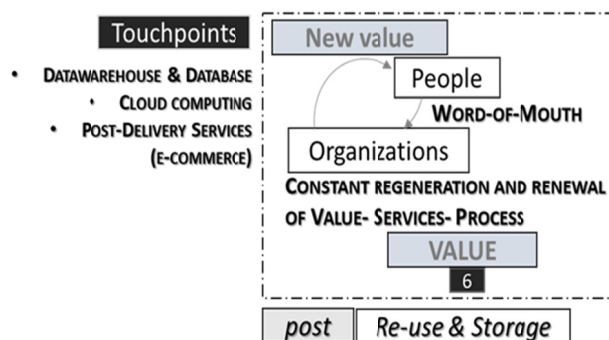 Touchpoints
• DATAWAREHOUSE & DATABASE
• CLOUD COMPUTING
• POST-DELIVERY SERVICES
(E-COMMERCE)
New value
People
WORD-OF-MOUTH
Organizations
CONSTANT REGENERATION AND RENEWAL
OF VALUE- SERVICES- PROCESS
VALUE
6
post
Re-use & Storage